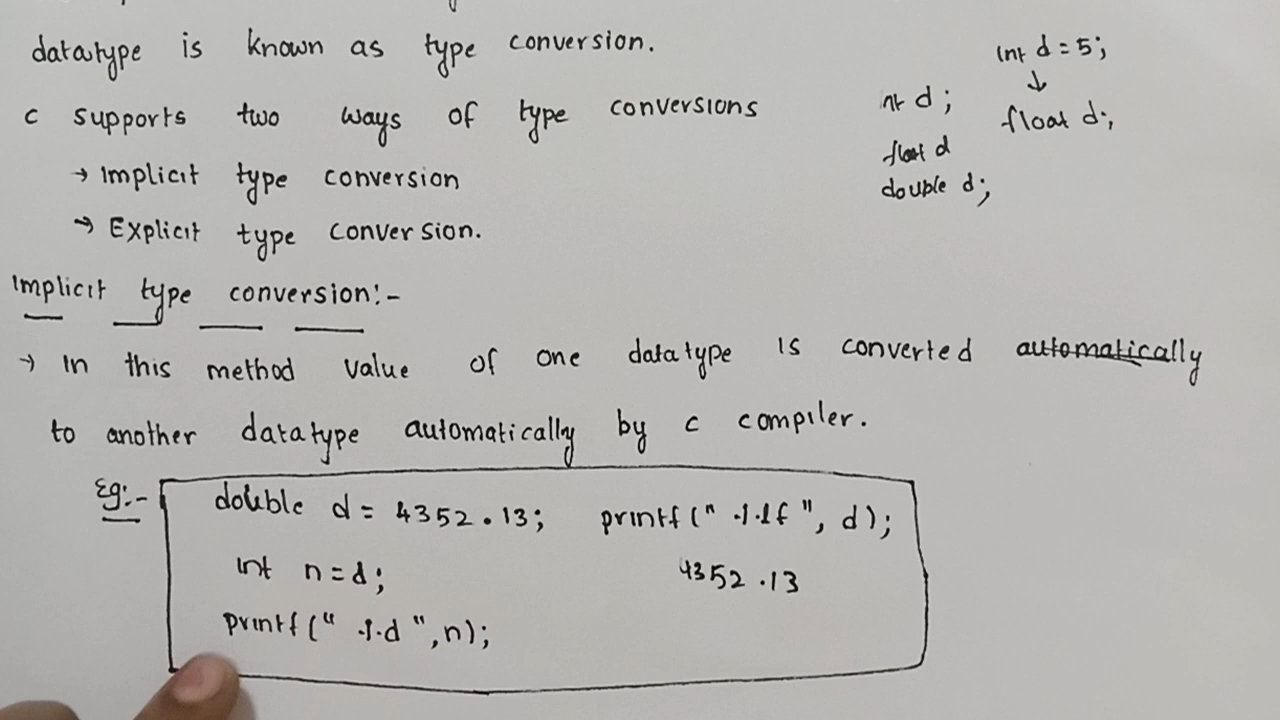 datatype is known as type conversion.
c supports two ways of type conversions
→ Implicit type conversion
→ Explicit type conversion.
int d = 5;
↓
float d;
int d;
float d
double d;
Implicit type conversion:-
→ In this method value of one datatype is converted automatically
to another datatype automatically by c compiler.
Eg:-
double d = 4352.13; printf("%lf", d);
int n = d; 4352.13
printf("%d", n);